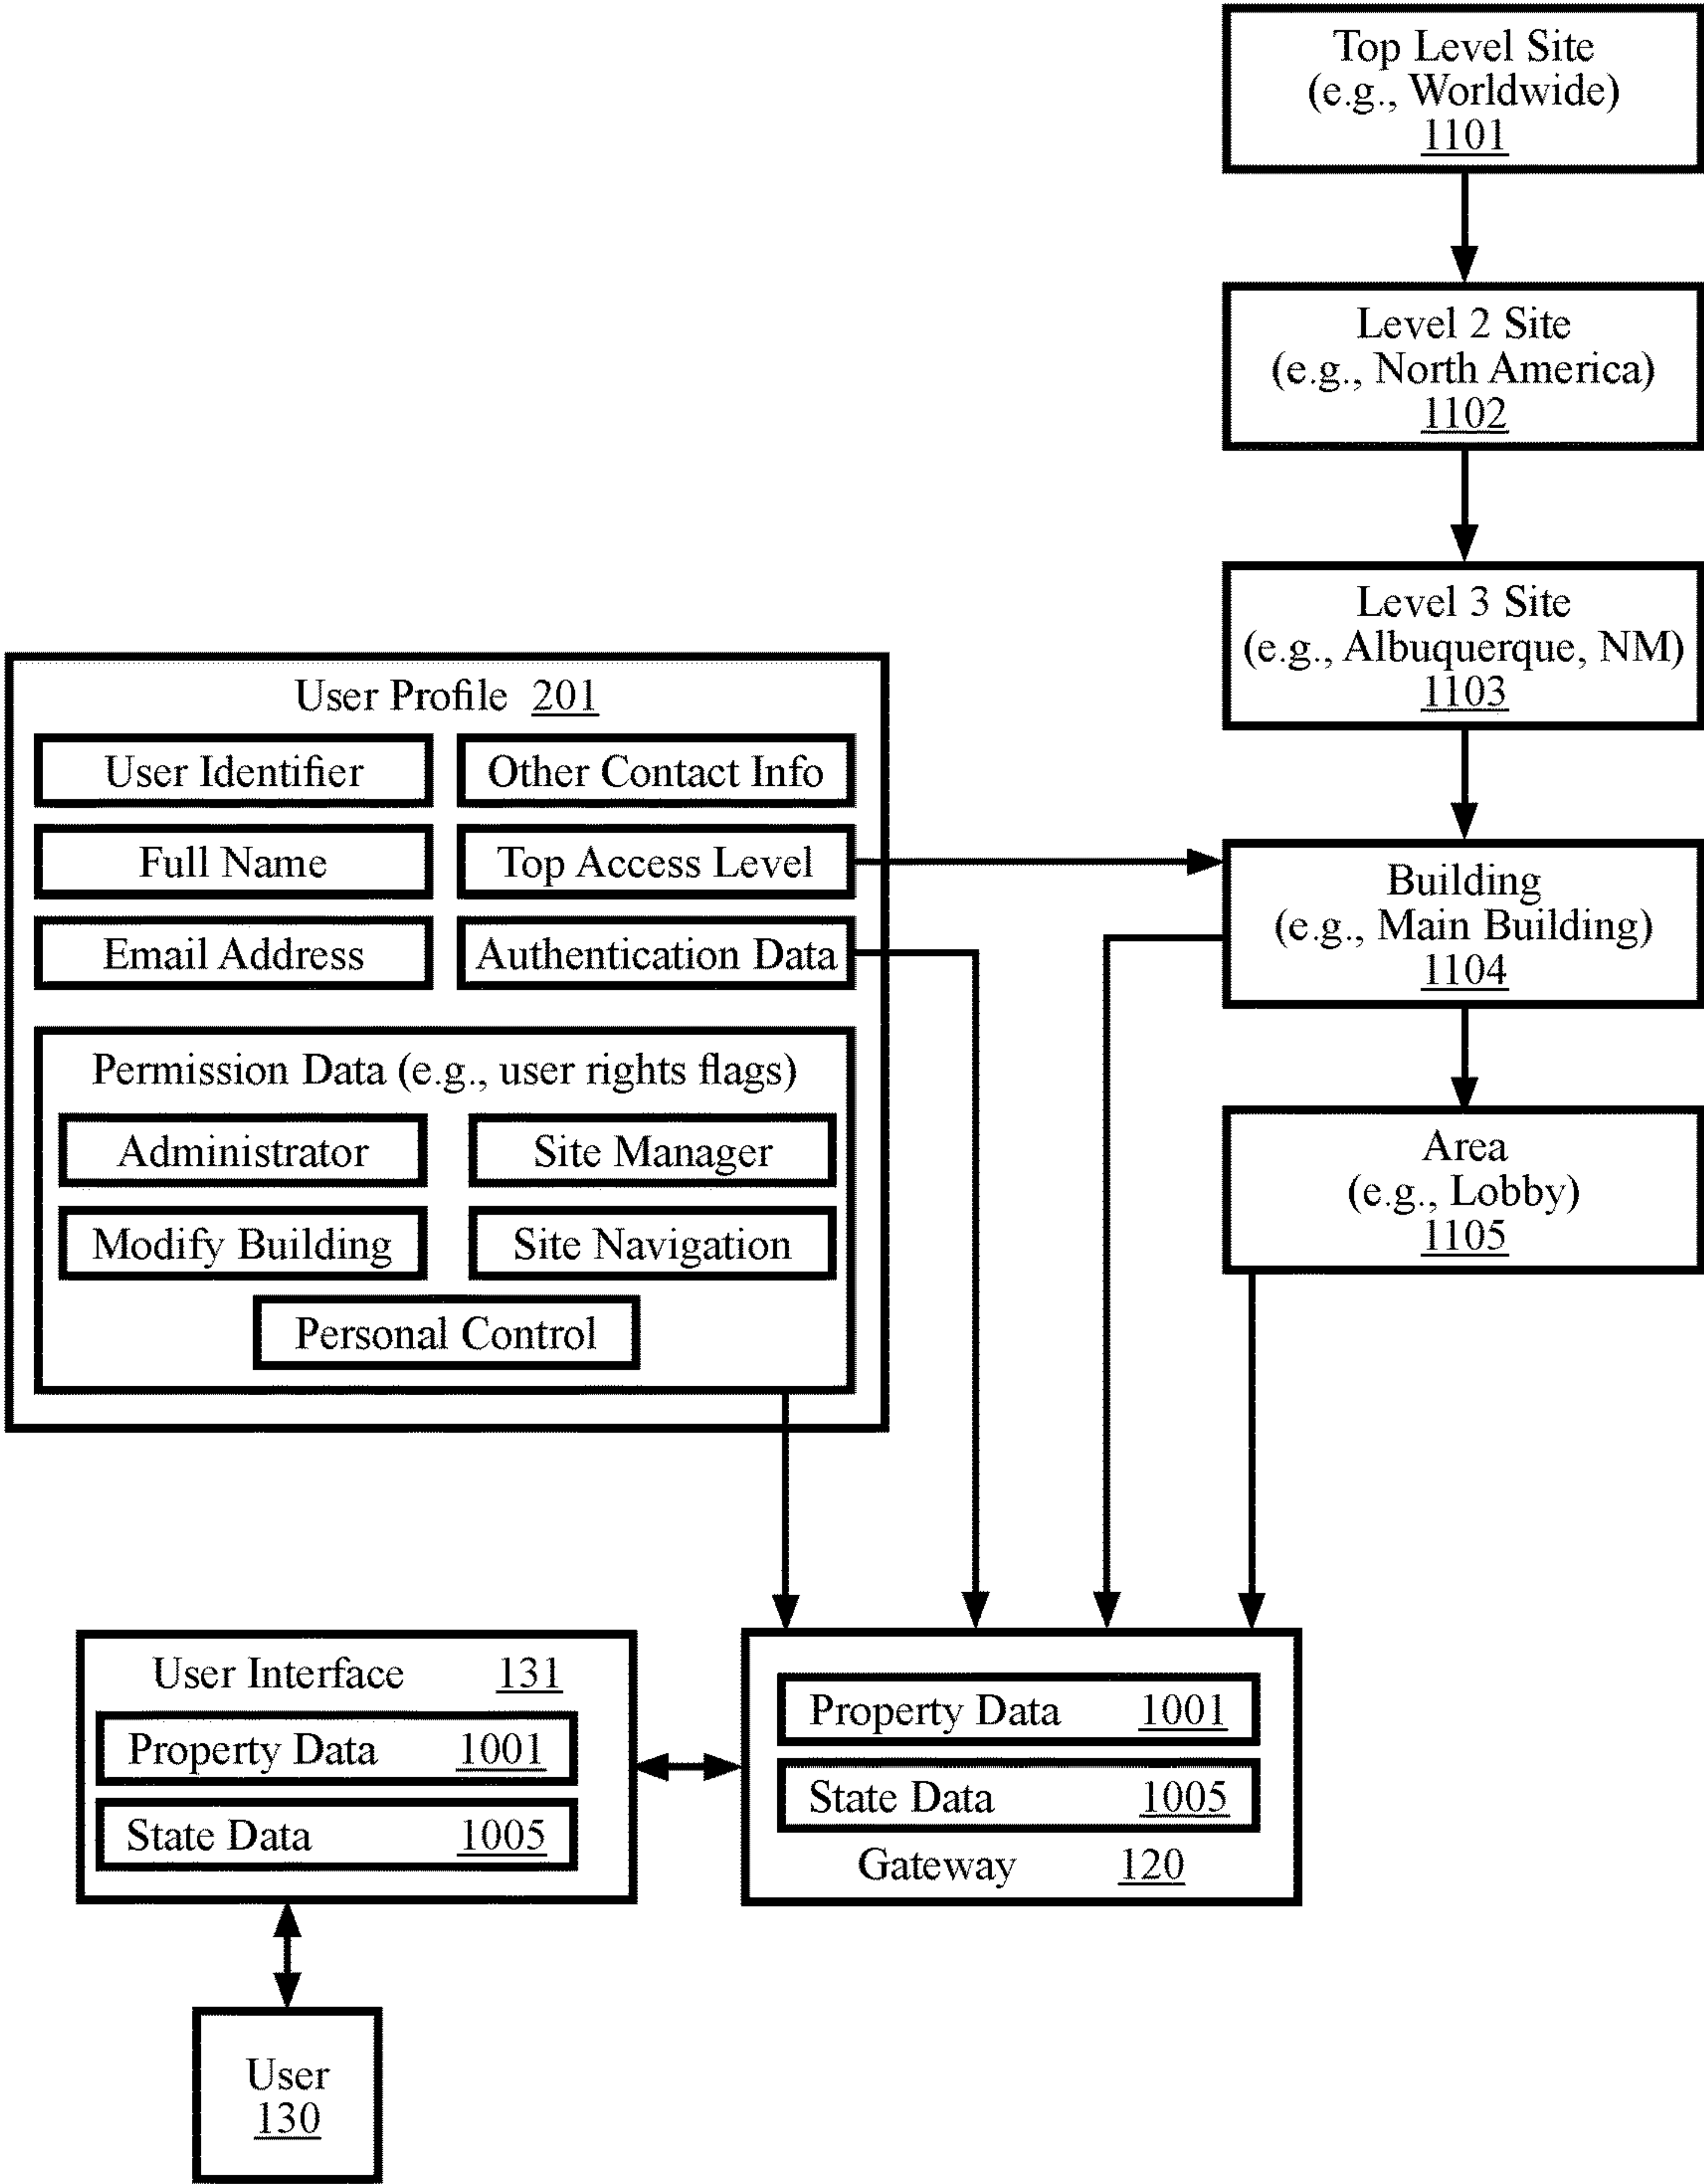 Top Level Site
(e.g., Worldwide)
1101
Level 2 Site
(e.g., North America)
1102
Level 3 Site
(e.g., Albuquerque, NM)
1103
User Profile 201
User Identifier
Other Contact Info
Full Name
Top Access Level
Email Address
Authentication Data
Building
(e.g., Main Building)
1104
Permission Data (e.g., user rights flags)
Administrator
Site Manager
Modify Building
Site Navigation
Personal Control
Area
(e.g., Lobby)
1105
User Interface 131
Property Data 1001
State Data 1005
Property Data 1001
State Data 1005
Gateway 120
User
130